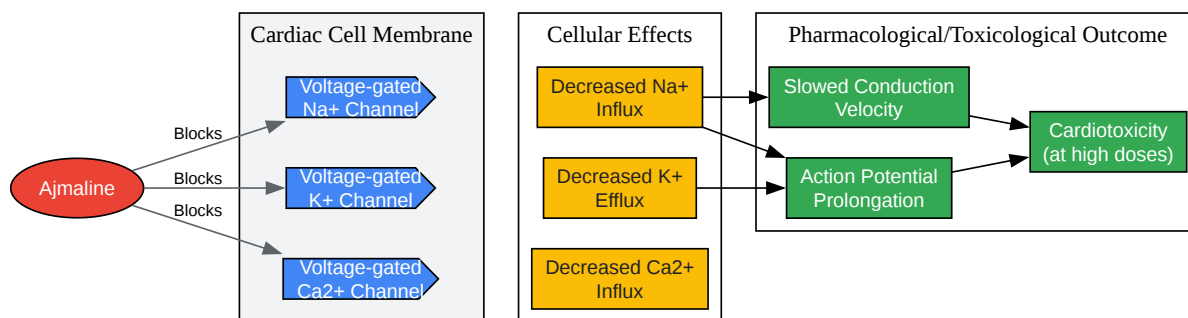 Cardiac Cell Membrane
Cellular Effects
Pharmacological/Toxicological Outcome
Ajmaline
Blocks
Blocks
Blocks
Voltage-gated
Na+ Channel
Voltage-gated
K+ Channel
Voltage-gated
Ca2+ Channel
Decreased Na+
Influx
Decreased K+
Efflux
Decreased Ca2+
Influx
Slowed Conduction
Velocity
Action Potential
Prolongation
Cardiotoxicity
(at high doses)